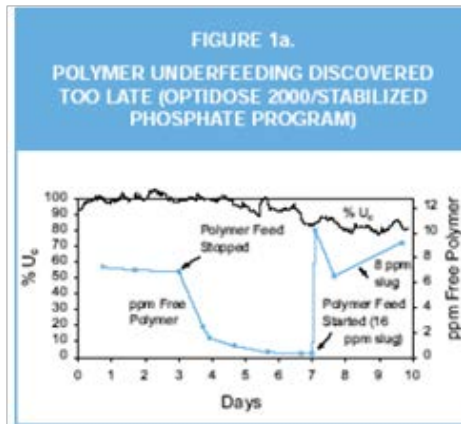 FIGURE 1a.
POLYMER UNDERFEEDING DISCOVERED
TOO LATE (OPTIDOSE 2000/STABILIZED
PHOSPHATE PROGRAM)
100
90
80
70
60
50
40
30
20
10
0
% Uc
Polymer Feed
Stopped
ppm Free
Polymer
% Uc
8 ppm
slug
Polymer Feed
Started (16
ppm slug)
12
10
8
6
4
2
0
ppm Free Polymer
0 1 2 3 4 5 6 7 8 9 10
Days